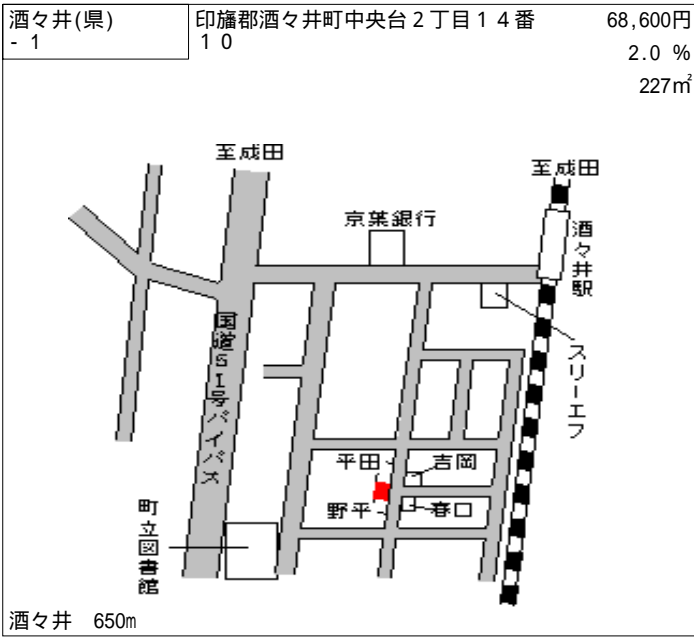 酒々井(県)
- 1
印旛郡酒々井町中央台２丁目１４番
１０
68,600円
2.0 %
227㎡
至成田
至成田
京葉銀行
酒々井駅
国道51号バイパス
スリーエフ
平田
吉岡
野平
春口
町立図書館
酒々井　650m